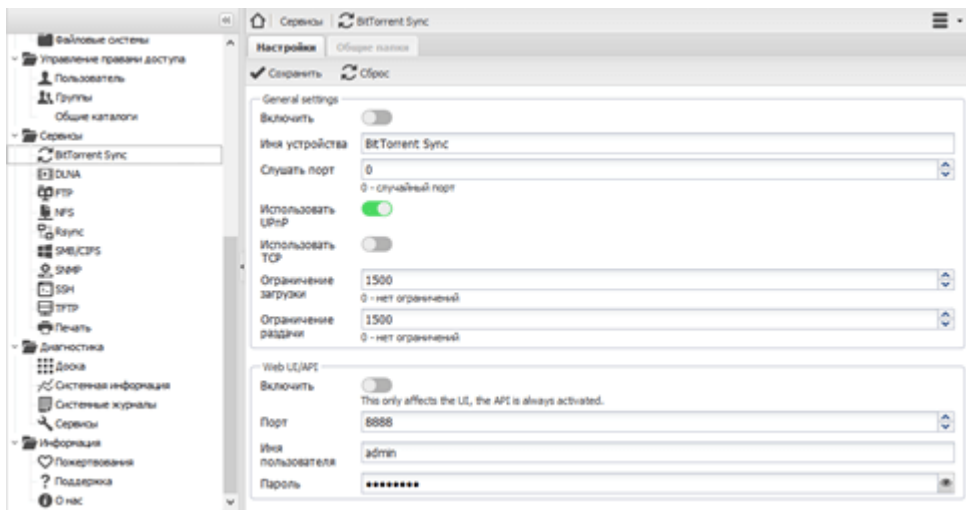 Сервисы
BitTorrent Sync
Файловые системы
Управление правами доступа
Пользователь
Группы
Общие каталоги
Сервисы
BitTorrent Sync
DLNA
FTP
NFS
Rsync
SMB/CIFS
SNMP
SSH
TFTP
Печать
Диагностика
Доска
Системная информация
Системные журналы
Сервисы
Информация
Пожертвования
Поддержка
О нас
Настройки
Общие папки
Сохранить
Сброс
General settings
Включить
Имя устройства
BitTorrent Sync
Слушать порт
0
0 - случайный порт
Использовать
UPnP
Использовать
TCP
Ограничение
загрузки
1500
0 - нет ограничений
Ограничение
раздачи
1500
0 - нет ограничений
Web UI/API
Включить
This only affects the UI, the API is always activated.
Порт
8888
Имя
пользователя
admin
Пароль
••••••••